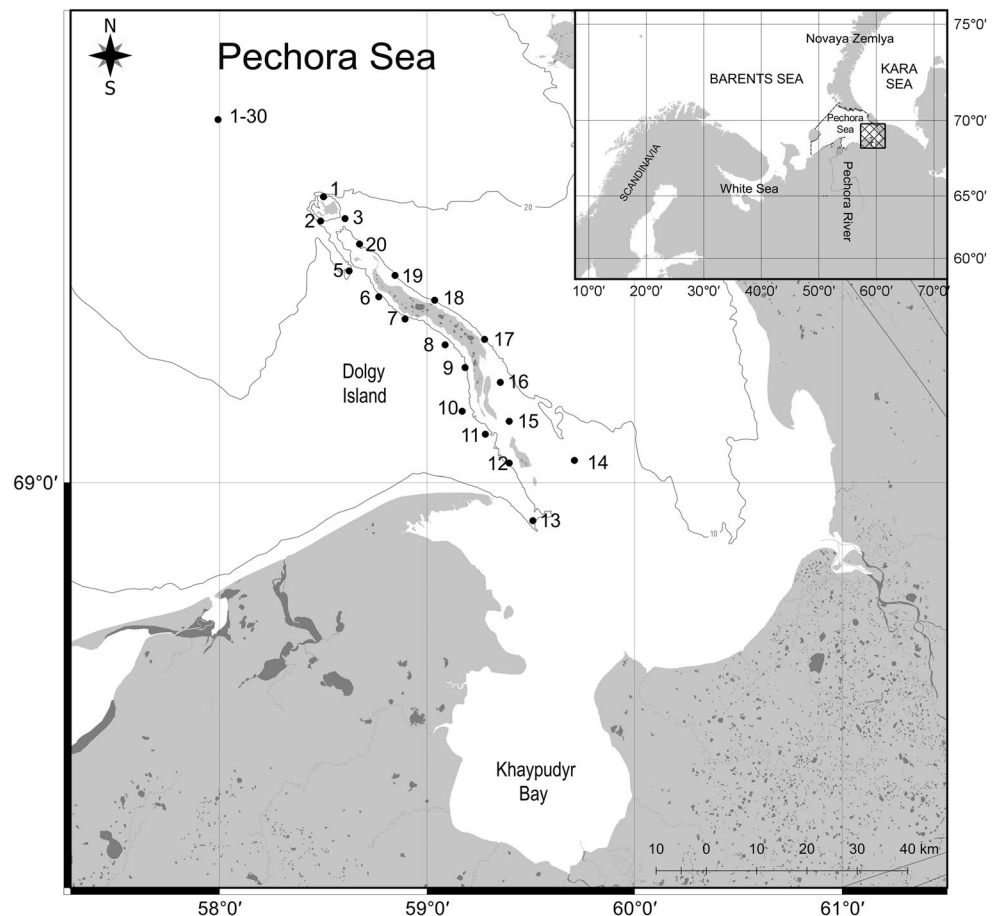 N
S
Pechora Sea
1-30
1
2
3
20
5
19
6
18
7
8
17
9
16
10
15
11
12
14
13
20
10
Dolgy
Island
Khaypudyr
Bay
69°0′
58°0′
59°0′
60°0′
61°0′
10 0 10 20 30 40 km
Novaya Zemlya
BARENTS SEA
KARA
SEA
Pechora
Sea
SCANDINAVIA
White Sea
Pechora River
75°0′
70°0′
65°0′
60°0′
10°0′ 20°0′ 30°0′ 40°0′ 50°0′ 60°0′ 70°0′